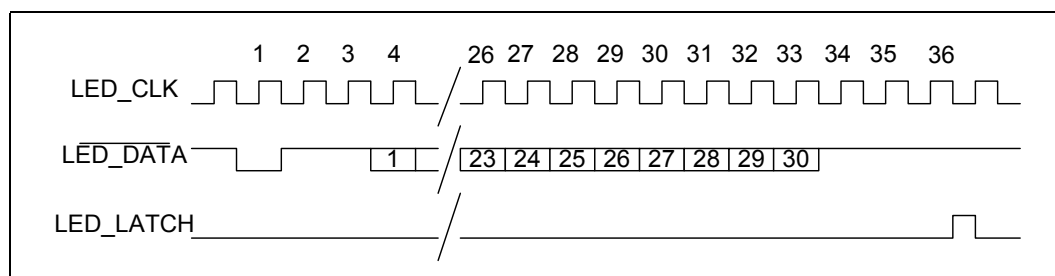 1 2 3 4 26 27 28 29 30 31 32 33 34 35 36
LED_CLK
LED_DATA 1 23 24 25 26 27 28 29 30
LED_LATCH